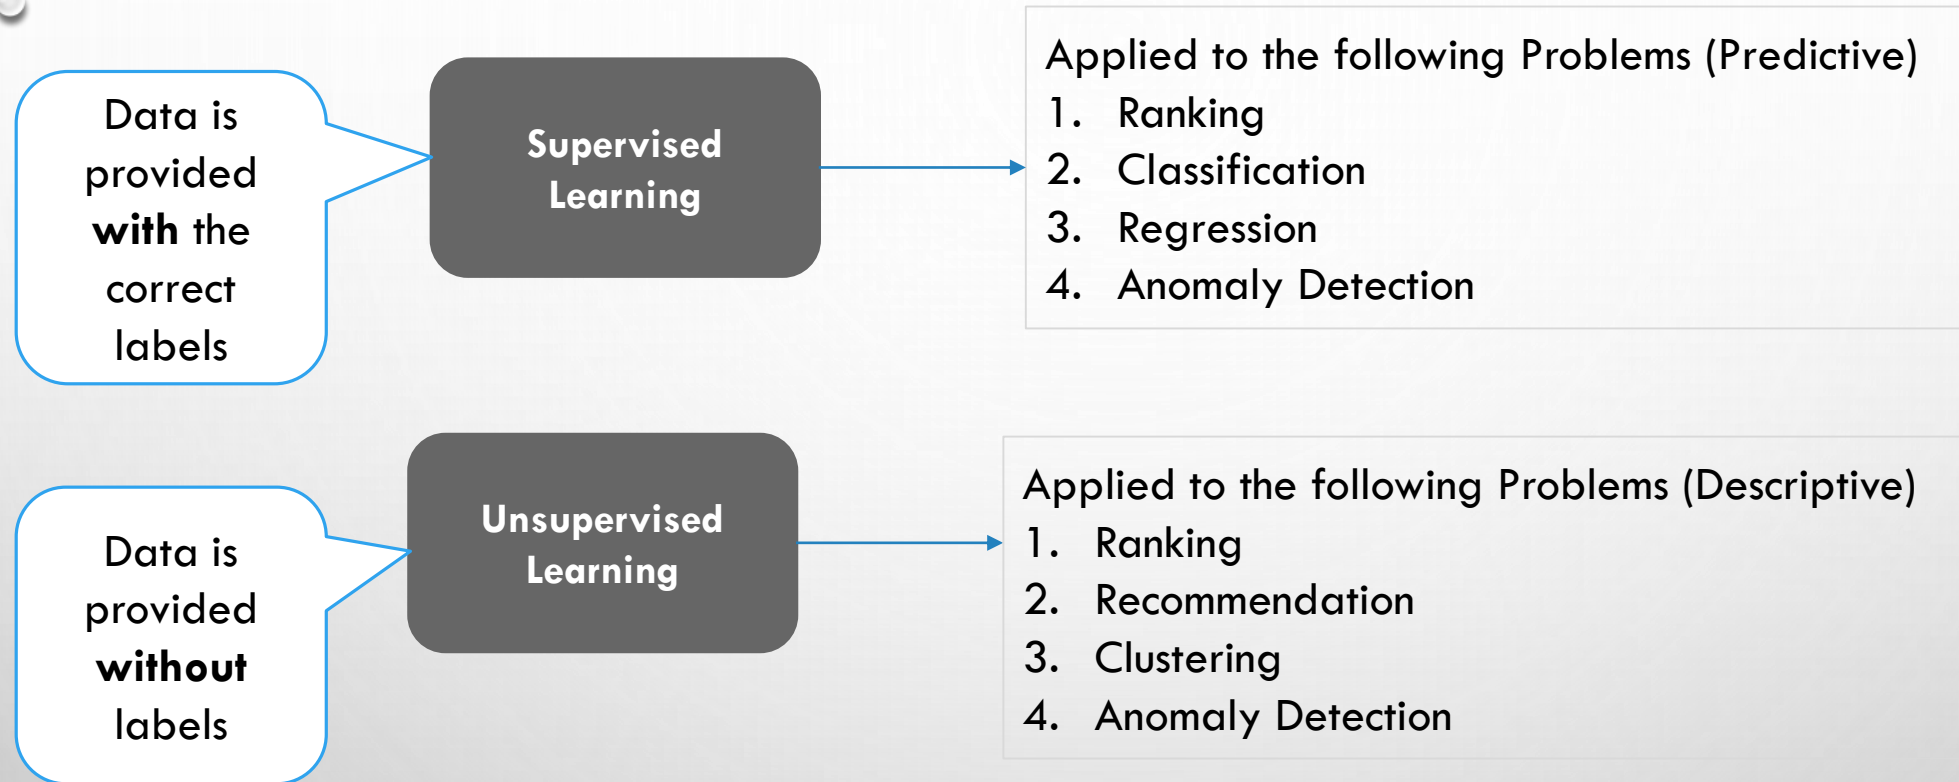 Data is
provided
with the
correct
labels
Supervised
Learning
Applied to the following Problems (Predictive)
1. Ranking
2. Classification
3. Regression
4. Anomaly Detection
Data is
provided
without
labels
Unsupervised
Learning
Applied to the following Problems (Descriptive)
1. Ranking
2. Recommendation
3. Clustering
4. Anomaly Detection